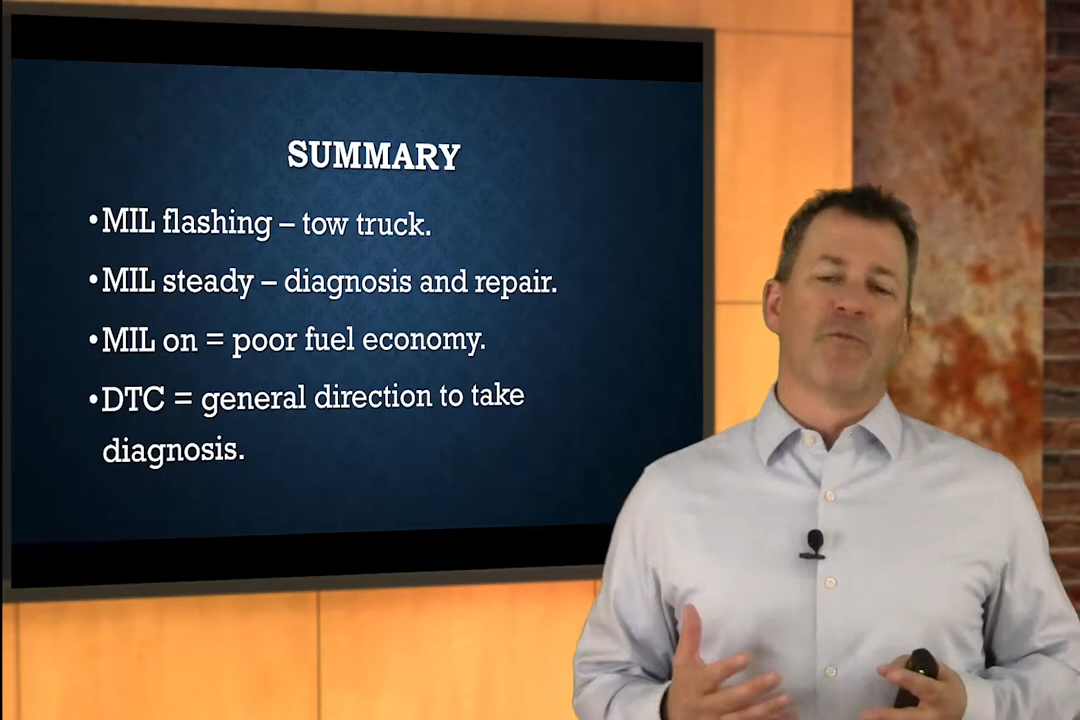 SUMMARY
•MIL flashing – tow truck.
•MIL steady – diagnosis and repair.
•MIL on = poor fuel economy.
•DTC = general direction to take
diagnosis.